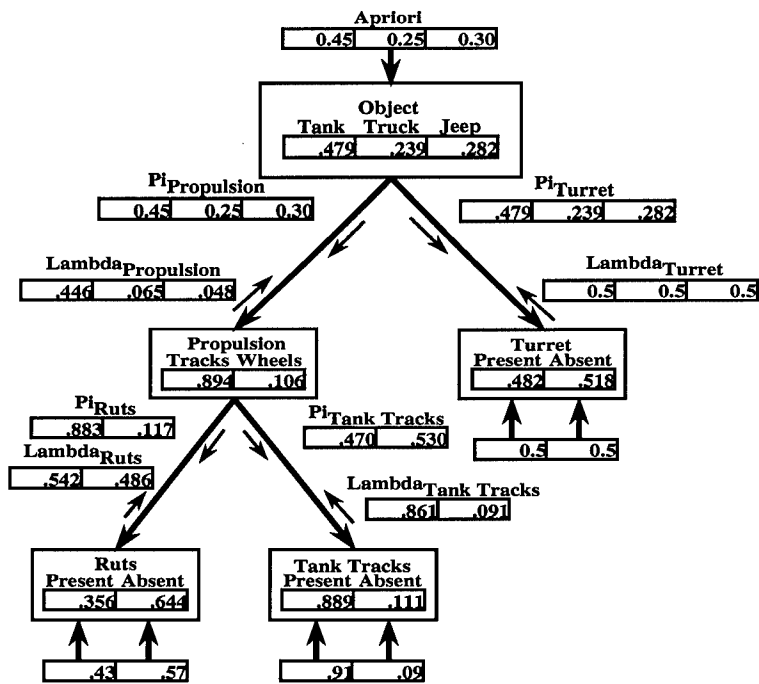 Apriori
0.45 0.25 0.30
Object
Tank Truck Jeep
.479 .239 .282
Pi Propulsion
0.45 0.25 0.30
Pi Turret
.479 .239 .282
Lambda Propulsion
.446 .065 .048
Lambda Turret
0.5 0.5 0.5
Propulsion
Tracks Wheels
.894 .106
Turret
Present Absent
.482 .518
Pi Ruts
.883 .117
Pi Tank Tracks
.470 .530
0.5 0.5
Lambda Ruts
.542 .486
Lambda Tank Tracks
.861 .091
Ruts
Present Absent
.356 .644
Tank Tracks
Present Absent
.889 .111
.43 .57
.91 .09